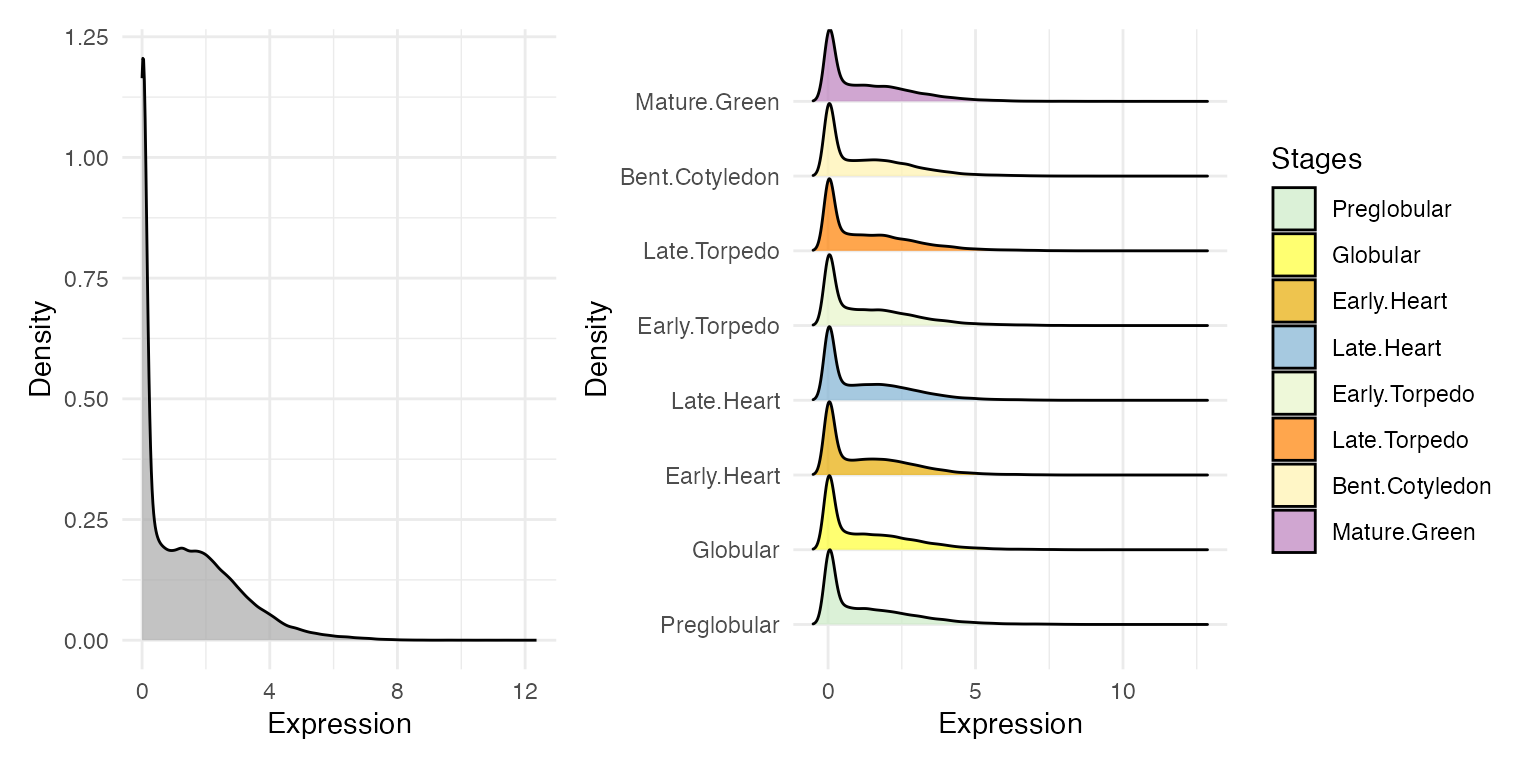 1.25
1.00
0.75
0.50
0.25
0.00
Density
0
4
8
12
Expression
Mature.Green
Bent.Cotyledon
Late.Torpedo
Early.Torpedo
Late.Heart
Early.Heart
Globular
Preglobular
Density
0
5
10
Expression
Stages
Preglobular
Globular
Early.Heart
Late.Heart
Early.Torpedo
Late.Torpedo
Bent.Cotyledon
Mature.Green